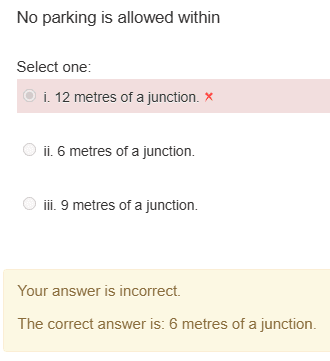 No parking is allowed within
Select one:
i. 12 metres of a junction. ✗
ii. 6 metres of a junction.
iii. 9 metres of a junction.
Your answer is incorrect.
The correct answer is: 6 metres of a junction.